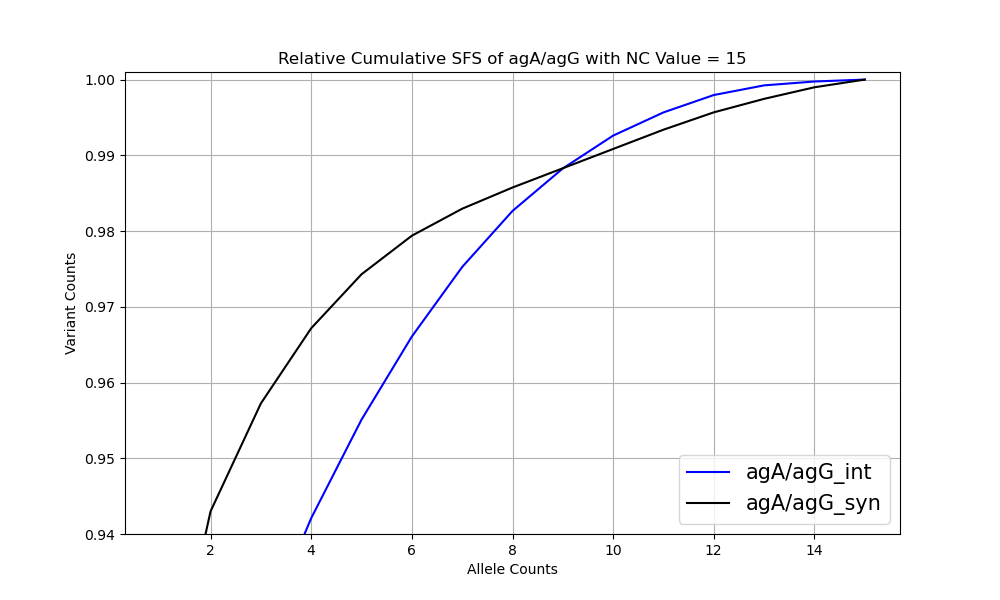 Relative Cumulative SFS of agA/agG with NC Value = 15
Variant Counts
1.00
0.99
0.98
0.97
0.96
0.95
0.94
agA/agG_int
agA/agG_syn
2 4 6 8 10 12 14
Allele Counts